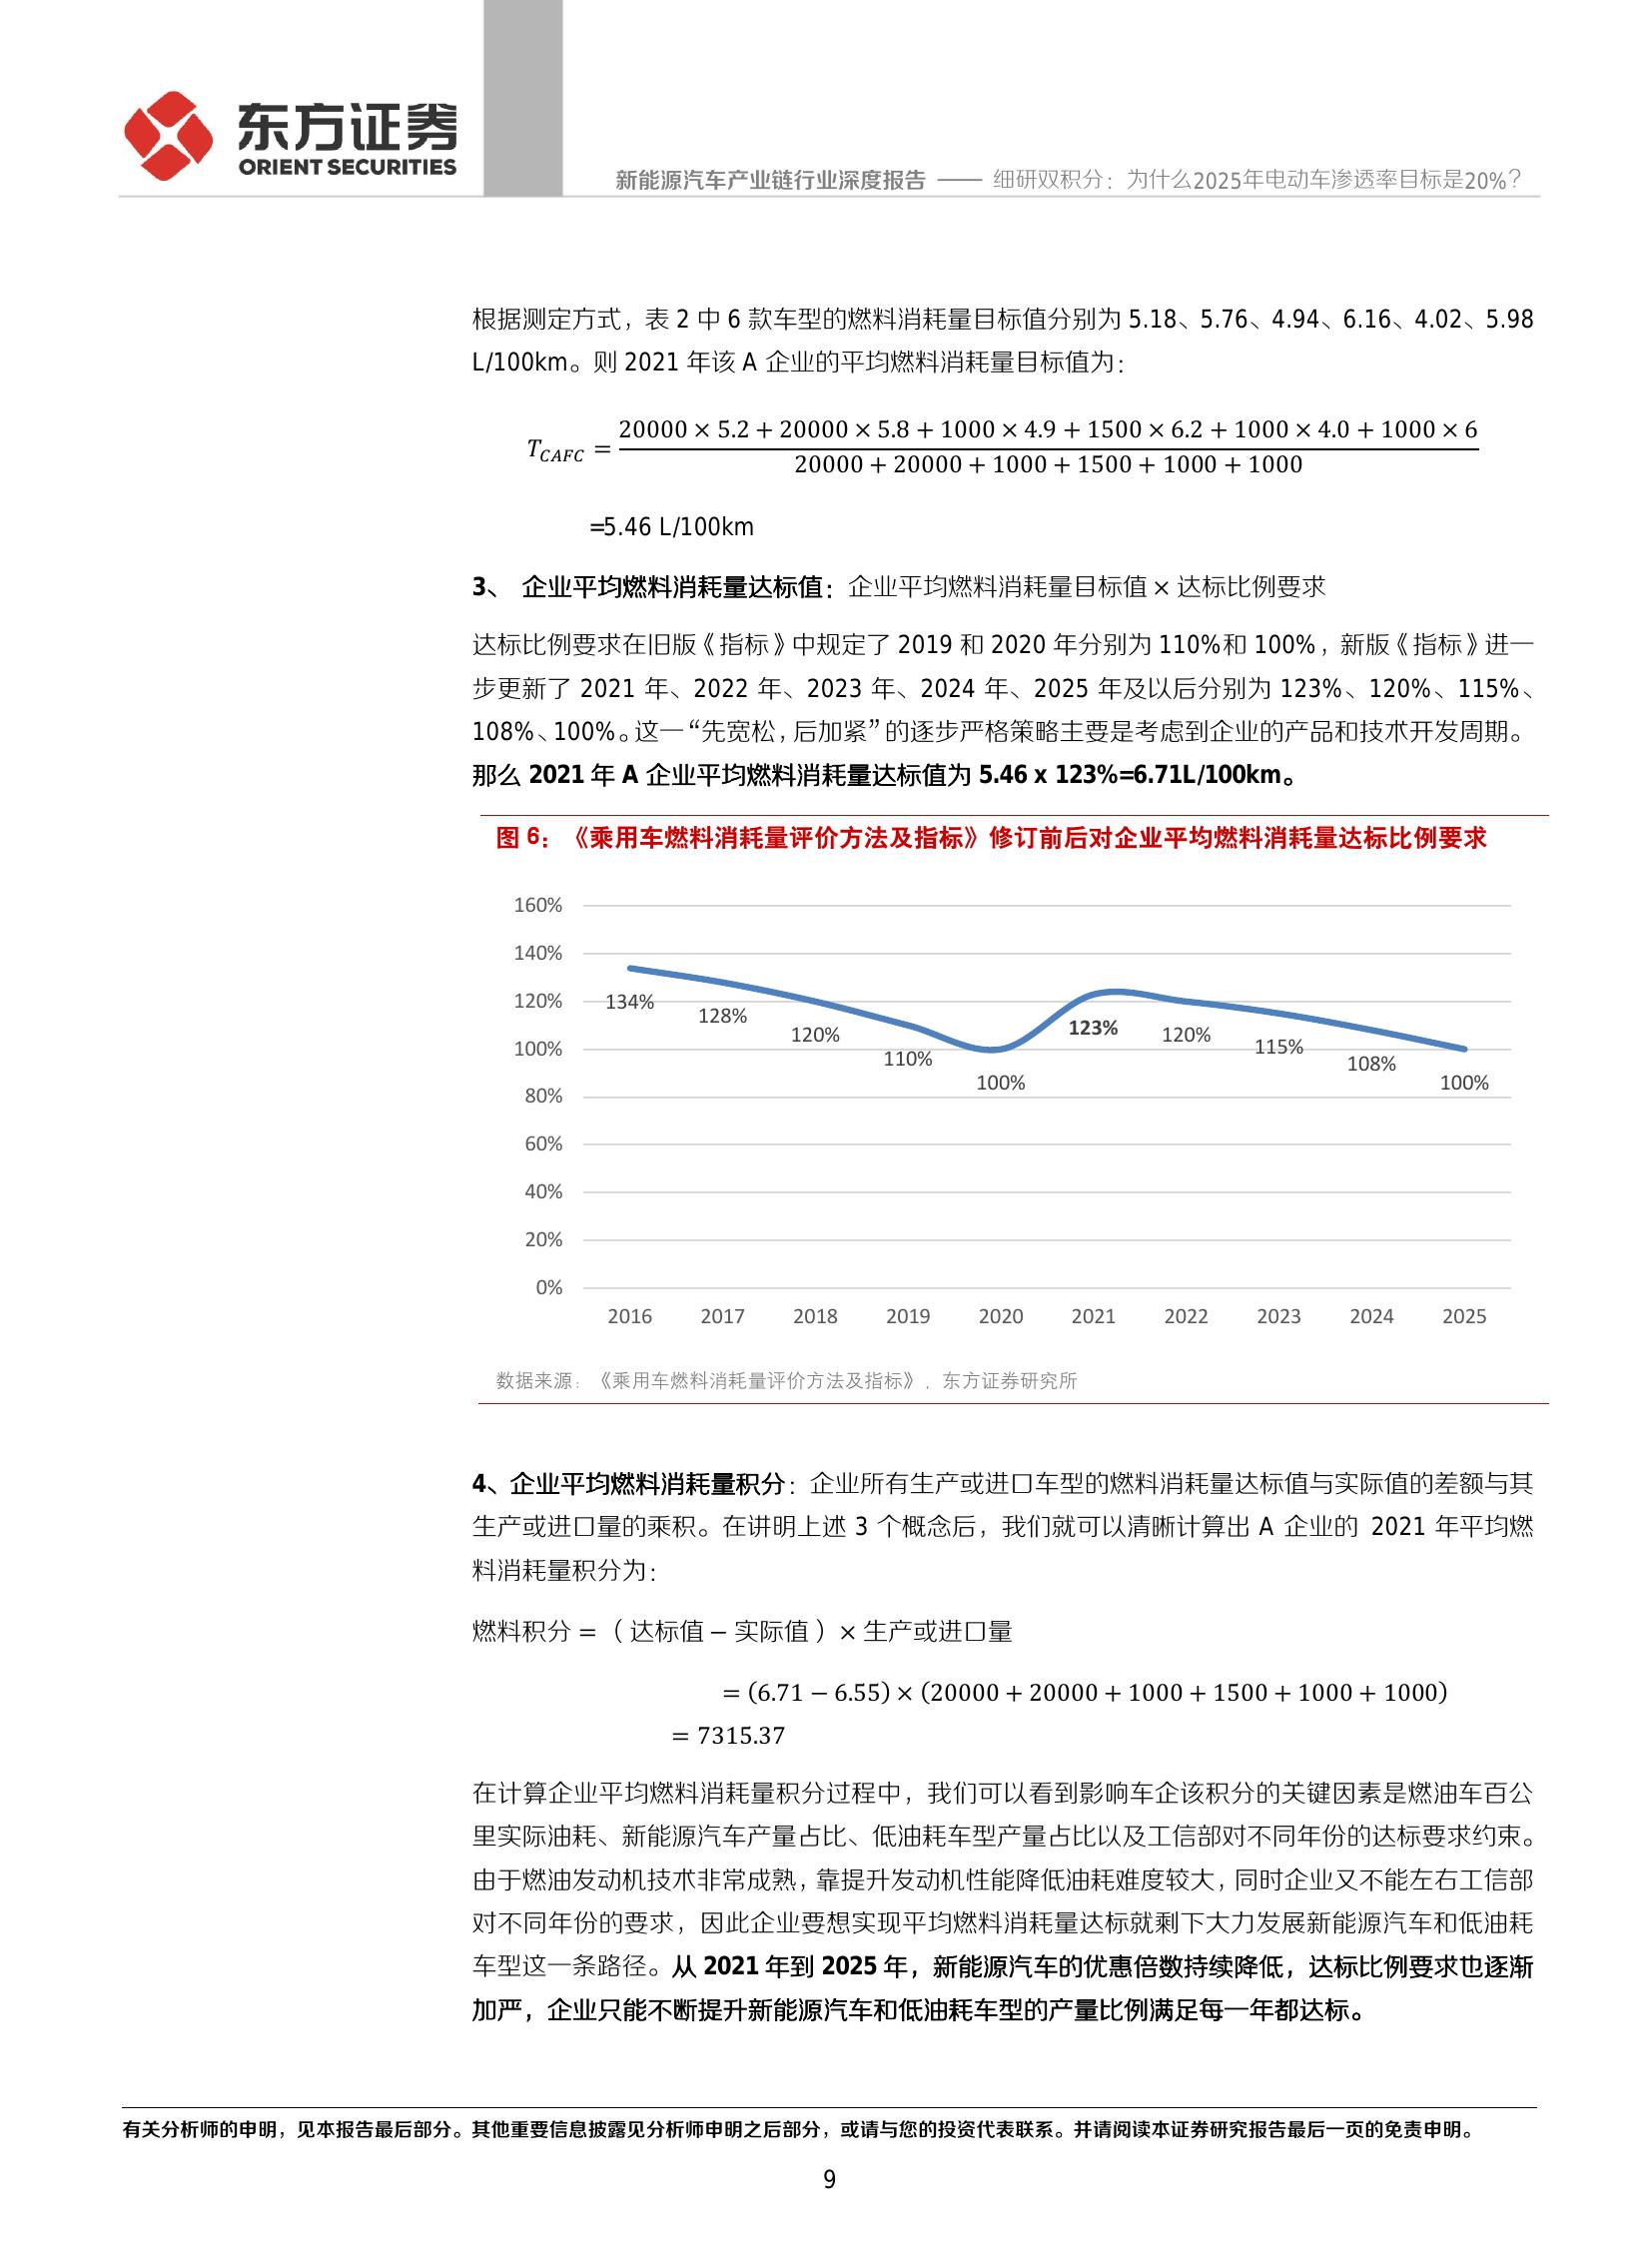 东方证券
ORIENT SECURITIES
新能源汽车产业链行业深度报告 —— 细研双积分：为什么2025年电动车渗透率目标是20%？
根据测定方式，表 2 中 6 款车型的燃料消耗量目标值分别为 5.18、5.76、4.94、6.16、4.02、5.98
L/100km。则 2021 年该 A 企业的平均燃料消耗量目标值为：
20000 × 5.2 + 20000 × 5.8 + 1000 × 4.9 + 1500 × 6.2 + 1000 × 4.0 + 1000 × 6
T_CAFC =
20000 + 20000 + 1000 + 1500 + 1000 + 1000
=5.46 L/100km
3、 企业平均燃料消耗量达标值：企业平均燃料消耗量目标值 × 达标比例要求
达标比例要求在旧版《指标》中规定了 2019 和 2020 年分别为 110%和 100%，新版《指标》进一
步更新了 2021 年、2022 年、2023 年、2024 年、2025 年及以后分别为 123%、120%、115%、
108%、100%。这一“先宽松，后加紧”的逐步严格策略主要是考虑到企业的产品和技术开发周期。
那么 2021 年 A 企业平均燃料消耗量达标值为 5.46 x 123%=6.71L/100km。
图 6：《乘用车燃料消耗量评价方法及指标》修订前后对企业平均燃料消耗量达标比例要求
160%
140%
120%
100%
80%
60%
40%
20%
0%
134%
128%
120%
110%
100%
123%
120%
115%
108%
100%
2016 2017 2018 2019 2020 2021 2022 2023 2024 2025
数据来源：《乘用车燃料消耗量评价方法及指标》，东方证券研究所
4、企业平均燃料消耗量积分：企业所有生产或进口车型的燃料消耗量达标值与实际值的差额与其
生产或进口量的乘积。在讲明上述 3 个概念后，我们就可以清晰计算出 A 企业的 2021 年平均燃
料消耗量积分为：
燃料积分 =（ 达标值 – 实际值 ）× 生产或进口量
= (6.71 − 6.55) × (20000 + 20000 + 1000 + 1500 + 1000 + 1000)
= 7315.37
在计算企业平均燃料消耗量积分过程中，我们可以看到影响车企该积分的关键因素是燃油车百公
里实际油耗、新能源汽车产量占比、低油耗车型产量占比以及工信部对不同年份的达标要求约束。
由于燃油发动机技术非常成熟，靠提升发动机性能降低油耗难度较大，同时企业又不能左右工信部
对不同年份的要求，因此企业要想实现平均燃料消耗量达标就剩下大力发展新能源汽车和低油耗
车型这一条路径。从 2021 年到 2025 年，新能源汽车的优惠倍数持续降低，达标比例要求也逐渐
加严，企业只能不断提升新能源汽车和低油耗车型的产量比例满足每一年都达标。
有关分析师的申明，见本报告最后部分。其他重要信息披露见分析师申明之后部分，或请与您的投资代表联系。并请阅读本证券研究报告最后一页的免责申明。
9